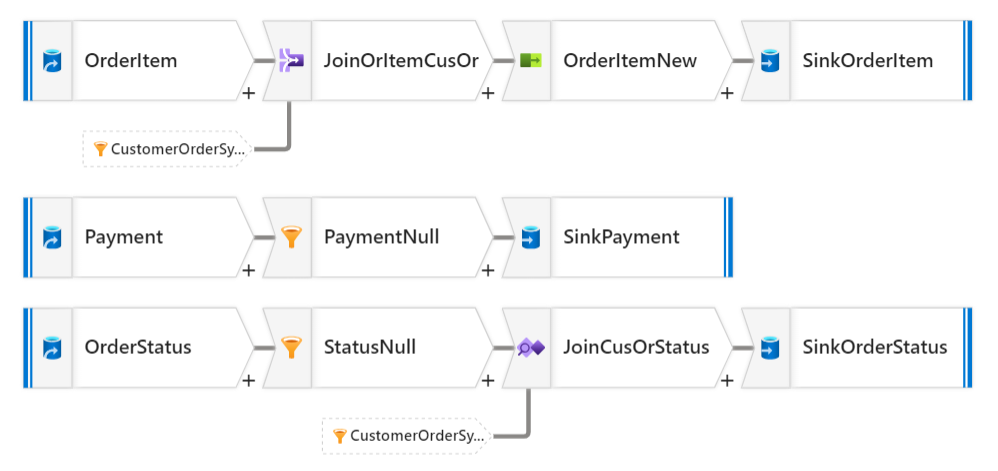 OrderItem
JoinOrItemCusOr
OrderItemNew
SinkOrderItem
+
+
+
CustomerOrderSy...
Payment
PaymentNull
SinkPayment
+
+
OrderStatus
StatusNull
JoinCusOrStatus
SinkOrderStatus
+
+
+
CustomerOrderSy...